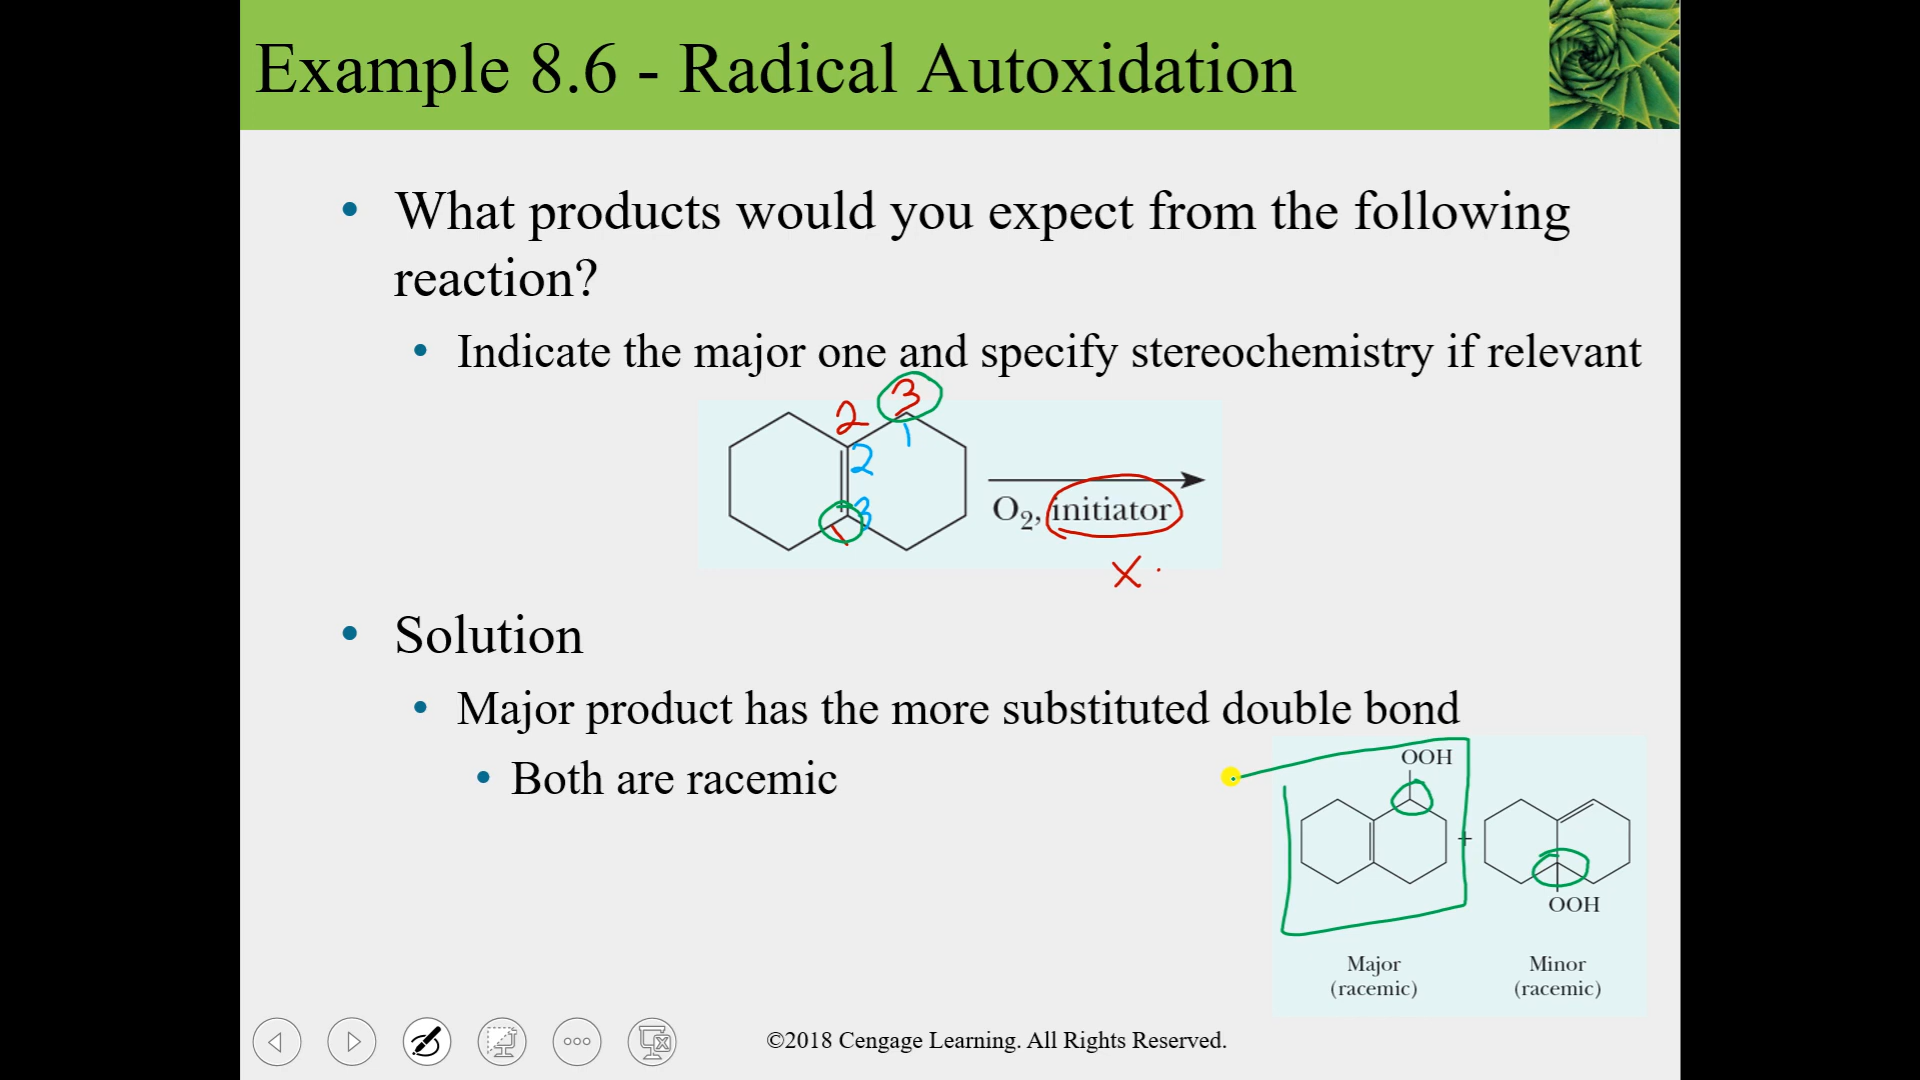 Example 8.6 - Radical Autoxidation
• What products would you expect from the following
reaction?
• Indicate the major one and specify stereochemistry if relevant
3
2
1
2
3
1
O₂, initiator
X·
• Solution
• Major product has the more substituted double bond
• Both are racemic
OOH
+
OOH
Major
(racemic)
Minor
(racemic)
©2018 Cengage Learning. All Rights Reserved.